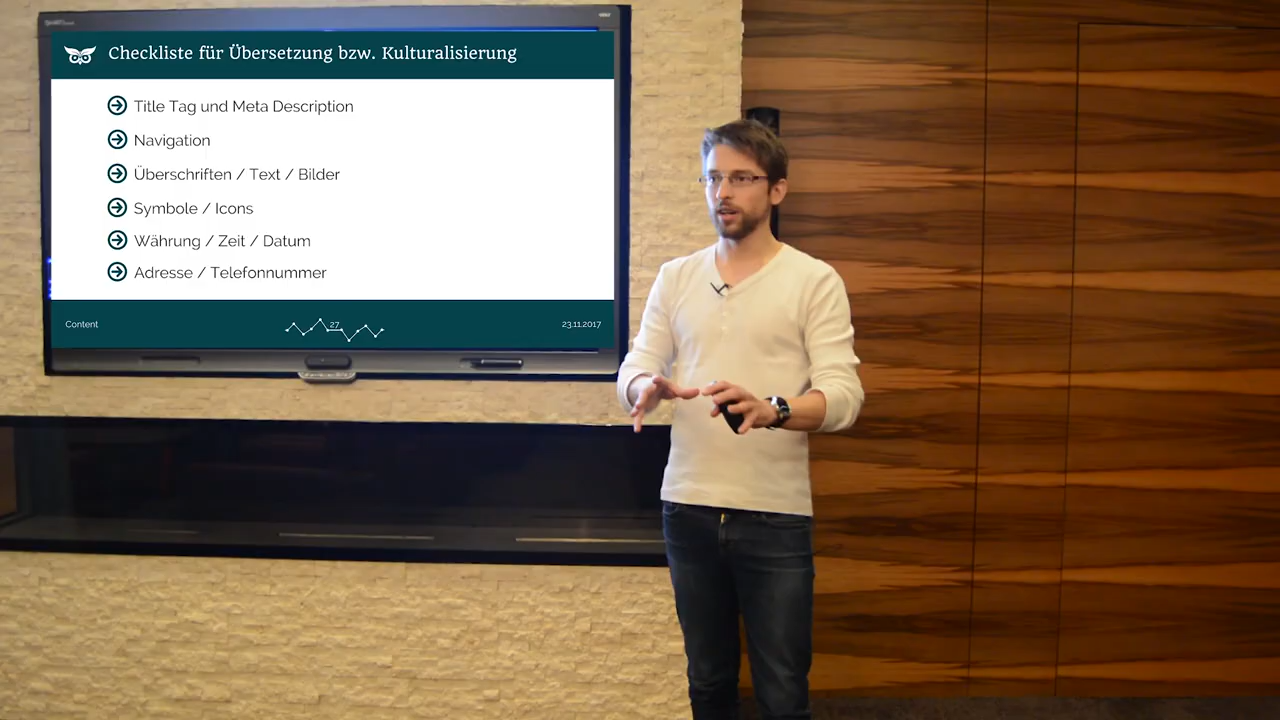 Checkliste für Übersetzung bzw. Kulturalisierung
Title Tag und Meta Description
Navigation
Überschriften / Text / Bilder
Symbole / Icons
Währung / Zeit / Datum
Adresse / Telefonnummer
Content
27
23.11.2017